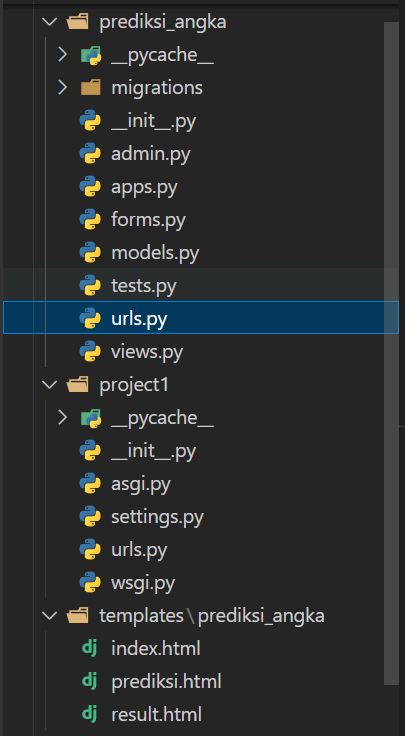 prediksi_angka
__pycache__
migrations
__init__.py
admin.py
apps.py
forms.py
models.py
tests.py
urls.py
views.py
project1
__pycache__
__init__.py
asgi.py
settings.py
urls.py
wsgi.py
templates\prediksi_angka
dj index.html
dj prediksi.html
dj result.html